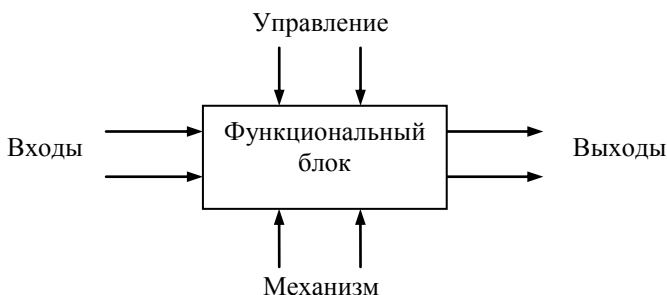 Управление
Функциональный
блок
Входы
Выходы
Механизм